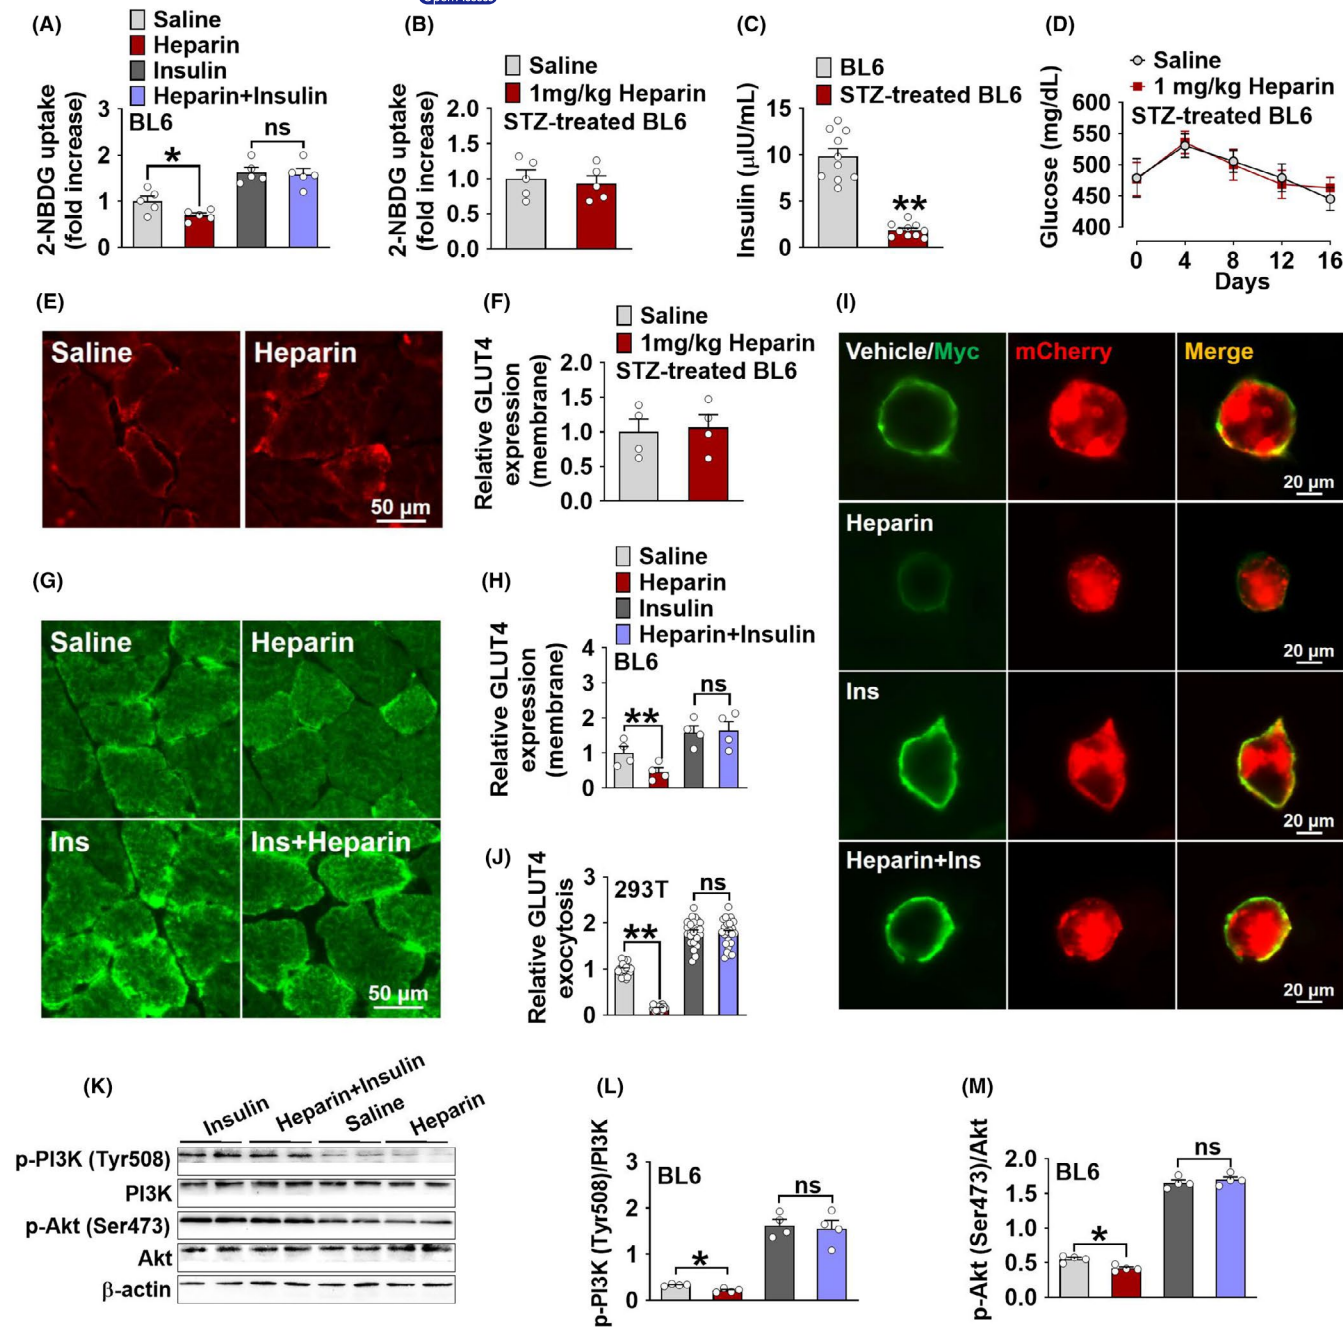 Open Access
(A)
Saline
Heparin
Insulin
Heparin+Insulin
2-NBDG uptake
(fold increase)
3
2
1
0
BL6
*
ns
(B)
Saline
1mg/kg Heparin
STZ-treated BL6
2-NBDG uptake
(fold increase)
2.0
1.5
1.0
0.5
0.0
(C)
BL6
STZ-treated BL6
Insulin (µIU/mL)
15
10
5
0
**
(D)
Saline
1 mg/kg Heparin
STZ-treated BL6
Glucose (mg/dL)
600
550
500
450
400
0 4 8 12 16
Days
(E)
Saline
Heparin
50 µm
(F)
Saline
1mg/kg Heparin
STZ-treated BL6
Relative GLUT4
expression
(membrane)
2.0
1.5
1.0
0.5
0.0
(G)
Saline
Heparin
Ins
Ins+Heparin
50 µm
(H)
Saline
Heparin
Insulin
Heparin+Insulin
BL6
Relative GLUT4
expression
(membrane)
4
3
2
1
0
**
ns
(I)
Vehicle/Myc
mCherry
Merge
20 µm
Heparin
20 µm
Ins
20 µm
Heparin+Ins
20 µm
(J)
293T
Relative GLUT4
exocytosis
3
2
1
0
**
ns
(K)
Insulin
Heparin+Insulin
Saline
Heparin
p-PI3K (Tyr508)
PI3K
p-Akt (Ser473)
Akt
β-actin
(L)
BL6
p-PI3K (Tyr508)/PI3K
3
2
1
0
*
ns
(M)
BL6
p-Akt (Ser473)/Akt
2.0
1.5
1.0
0.5
0.0
*
ns